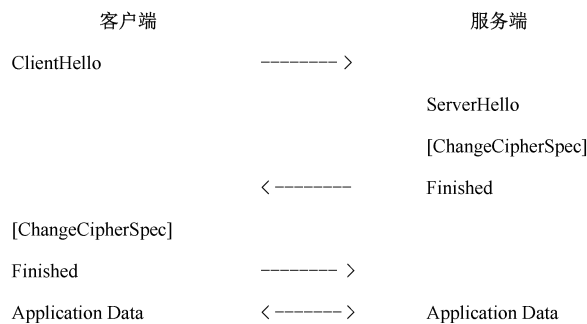 客户端 服务端
ClientHello -------->
ServerHello
[ChangeCipherSpec]
<-------- Finished
[ChangeCipherSpec]
Finished -------->
Application Data <-------> Application Data